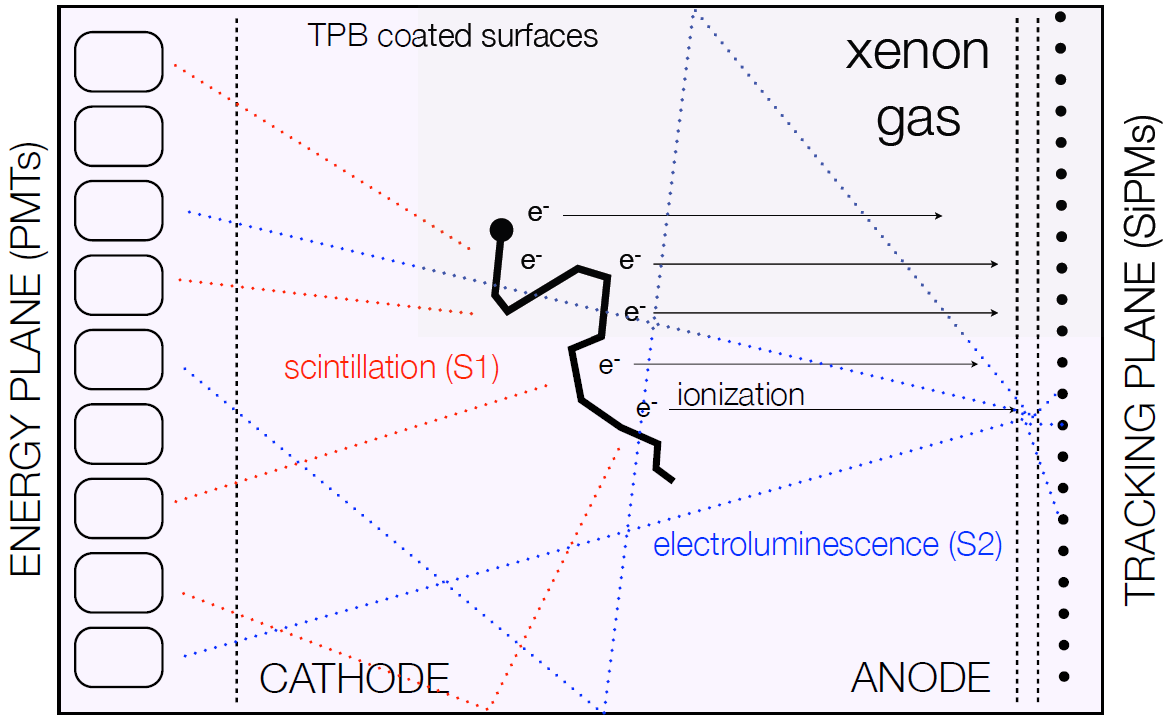 ENERGY PLANE (PMTs)
TPB coated surfaces
xenon
gas
e-
e-
e-
e-
e-
e-
scintillation (S1)
ionization
electroluminescence (S2)
CATHODE
ANODE
TRACKING PLANE (SiPMs)